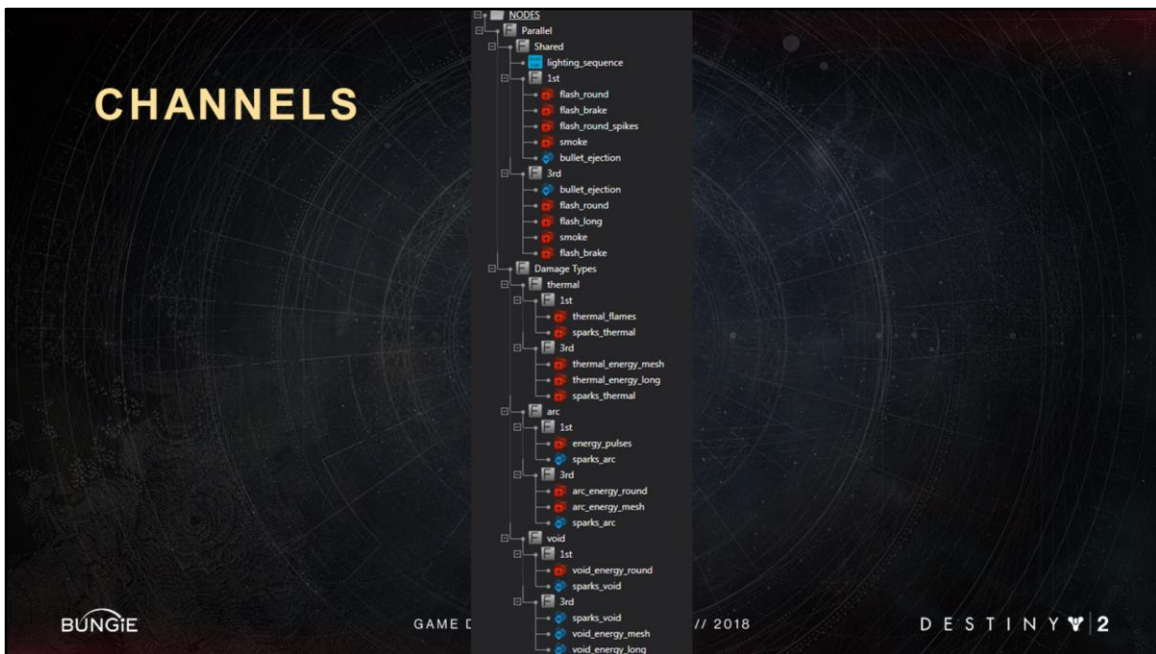 NODES
Parallel
Shared
lighting_sequence
1st
flash_round
flash_brake
flash_round_spikes
smoke
bullet_ejection
3rd
bullet_ejection
flash_round
flash_long
smoke
flash_brake
Damage Types
thermal
1st
thermal_flames
sparks_thermal
3rd
thermal_energy_mesh
thermal_energy_long
sparks_thermal
arc
1st
energy_pulses
sparks_arc
3rd
arc_energy_round
arc_energy_mesh
sparks_arc
void
1st
void_energy_round
sparks_void
3rd
sparks_void
void_energy_mesh
void_energy_long
CHANNELS
BUNGiE
GAME D // 2018
DESTINY 2